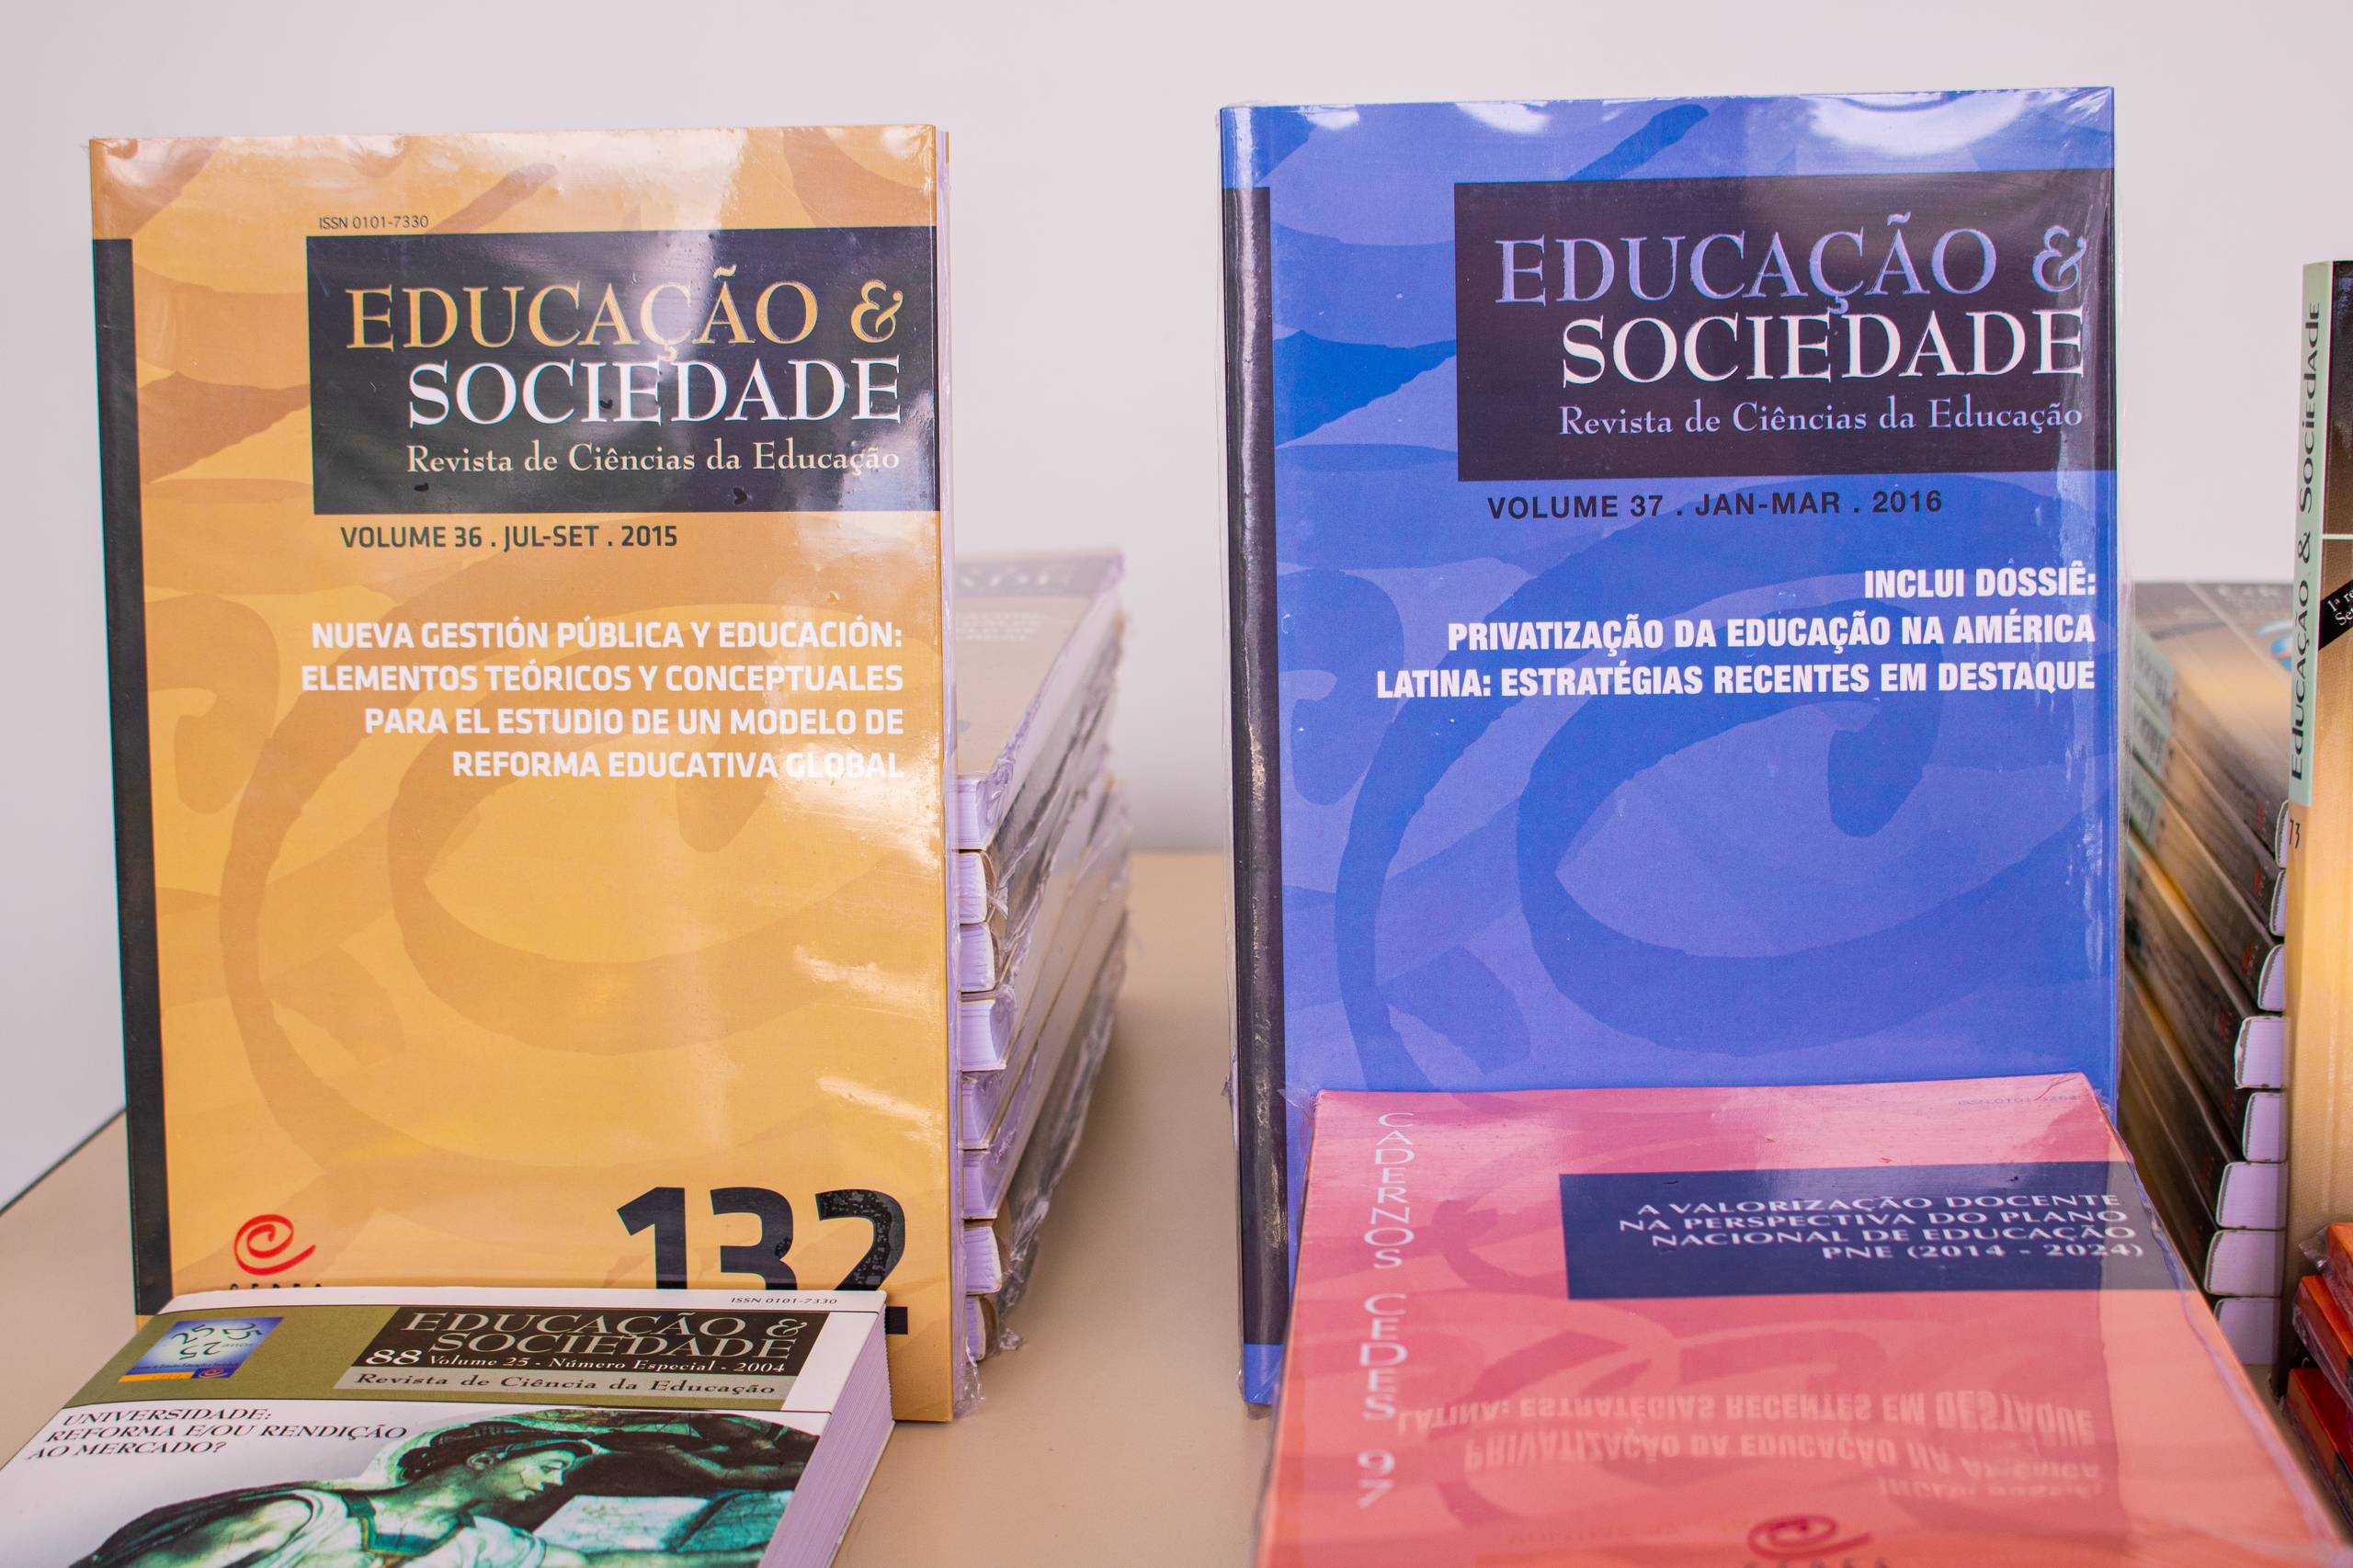 ISSN 0101-7330
EDUCAÇÃO &
SOCIEDADE
Revista de Ciências da Educação
VOLUME 36 . JUL-SET . 2015
NUEVA GESTIÓN PÚBLICA Y EDUCACIÓN:
ELEMENTOS TEÓRICOS Y CONCEPTUALES
PARA EL ESTUDIO DE UN MODELO DE
REFORMA EDUCATIVA GLOBAL
132
EDUCAÇÃO &
SOCIEDADE
Revista de Ciências da Educação
VOLUME 37 . JAN-MAR . 2016
INCLUI DOSSIÊ:
PRIVATIZAÇÃO DA EDUCAÇÃO NA AMÉRICA
LATINA: ESTRATÉGIAS RECENTES EM DESTAQUE
ISSN 0101-7330
EDUCAÇÃO &
SOCIEDADE
88 Volume 25 - Número Especial - 2004
Revista de Ciência da Educação
UNIVERSIDADE:
REFORMA E/OU RENDIÇÃO
AO MERCADO?
CADERNOS CEDES 97
A VALORIZAÇÃO DOCENTE
NA PERSPECTIVA DO PLANO
NACIONAL DE EDUCAÇÃO
PNE (2014 - 2024)
Educação & Sociedade
Educação & Sociedade
73